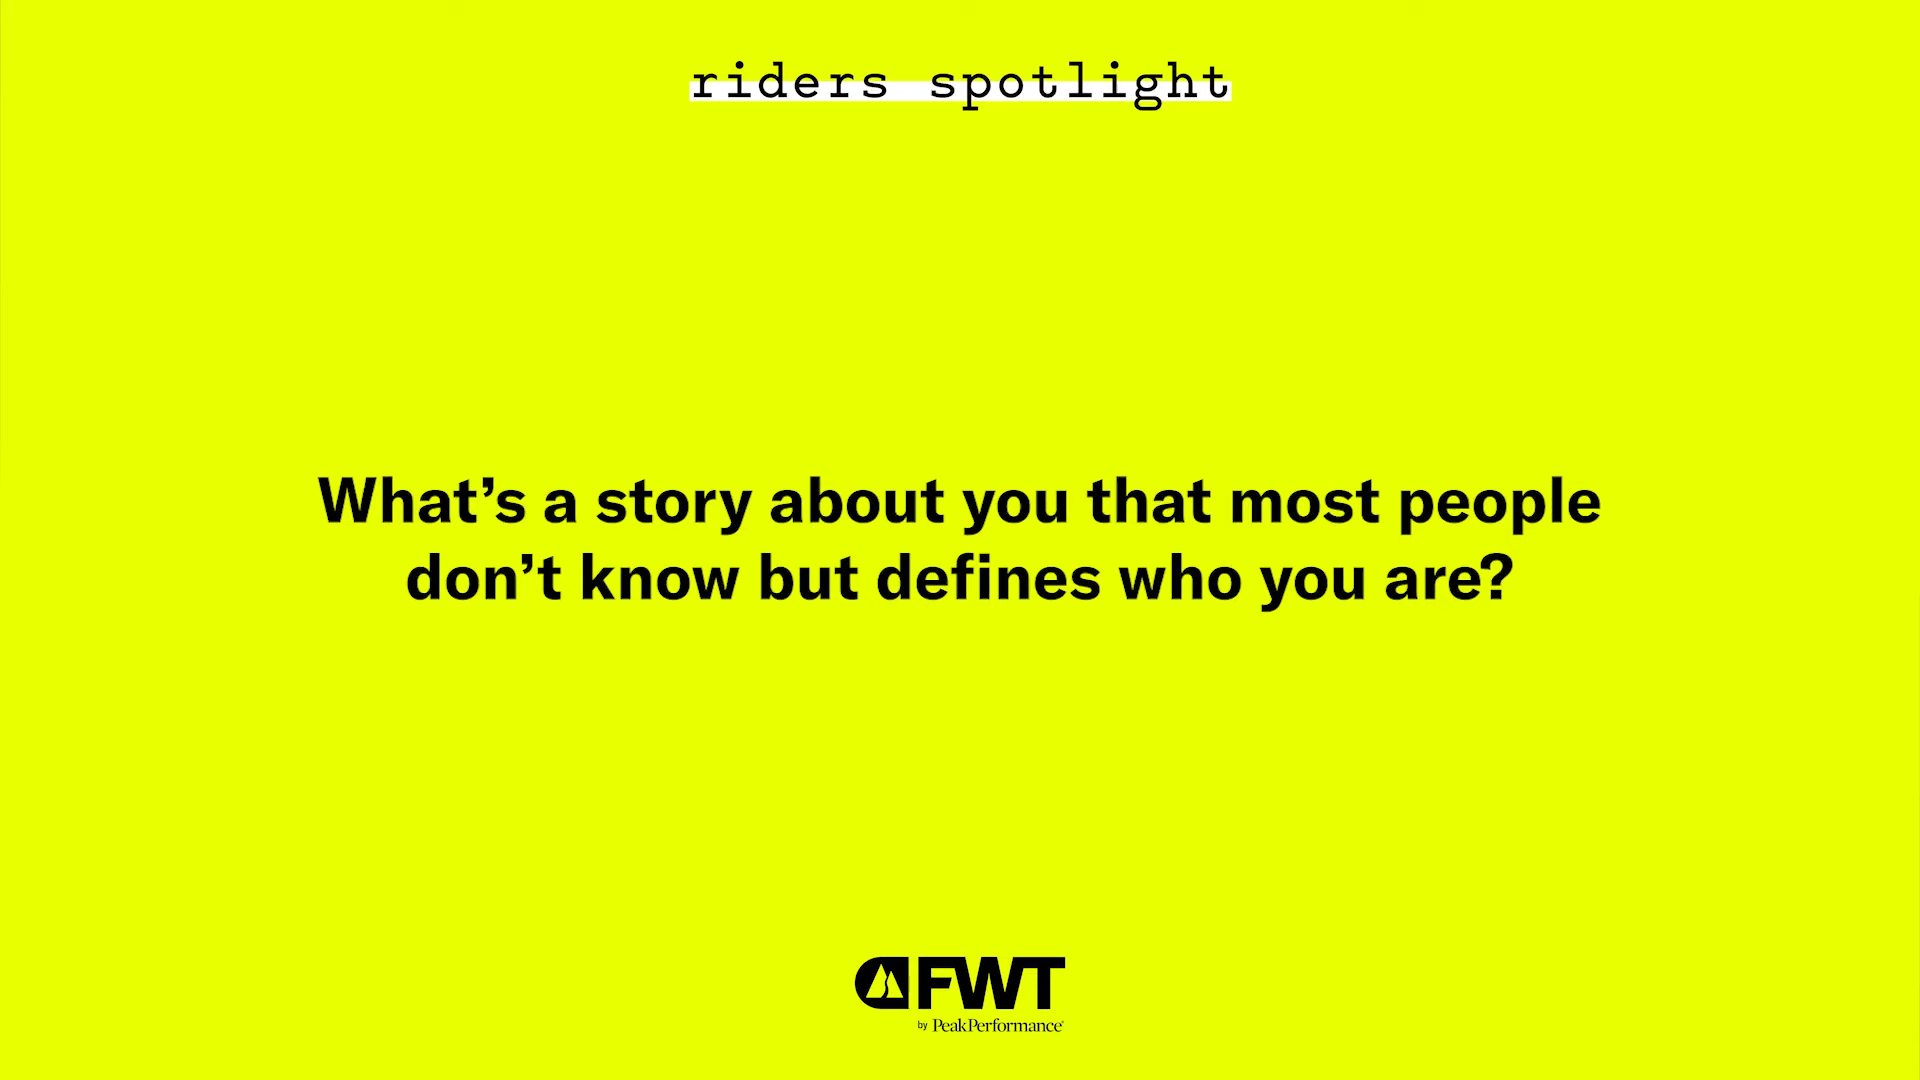 riders spotlight
What’s a story about you that most people
don’t know but defines who you are?
FWT
by PeakPerformance